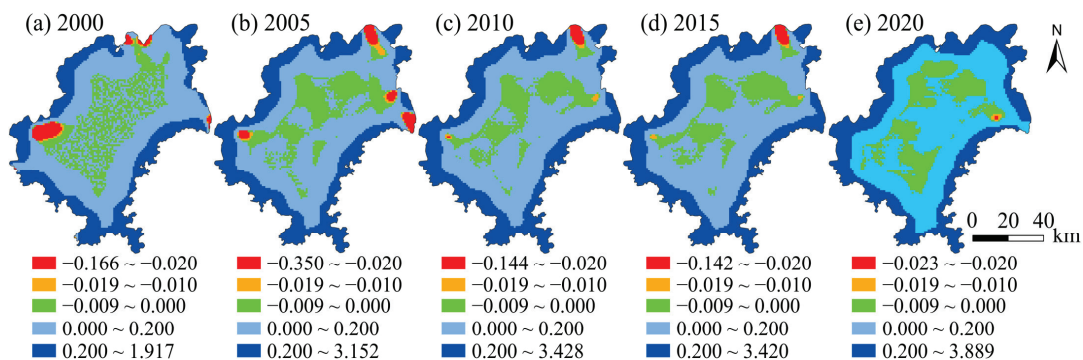 (a) 2000
(b) 2005
(c) 2010
(d) 2015
(e) 2020
N
0 20 40
km
−0.166 ~ −0.020
−0.019 ~ −0.010
−0.009 ~ 0.000
0.000 ~ 0.200
0.200 ~ 1.917
−0.350 ~ −0.020
−0.019 ~ −0.010
−0.009 ~ 0.000
0.000 ~ 0.200
0.200 ~ 3.152
−0.144 ~ −0.020
−0.019 ~ −0.010
−0.009 ~ 0.000
0.000 ~ 0.200
0.200 ~ 3.428
−0.142 ~ −0.020
−0.019 ~ −0.010
−0.009 ~ 0.000
0.000 ~ 0.200
0.200 ~ 3.420
−0.023 ~ −0.020
−0.019 ~ −0.010
−0.009 ~ 0.000
0.000 ~ 0.200
0.200 ~ 3.889